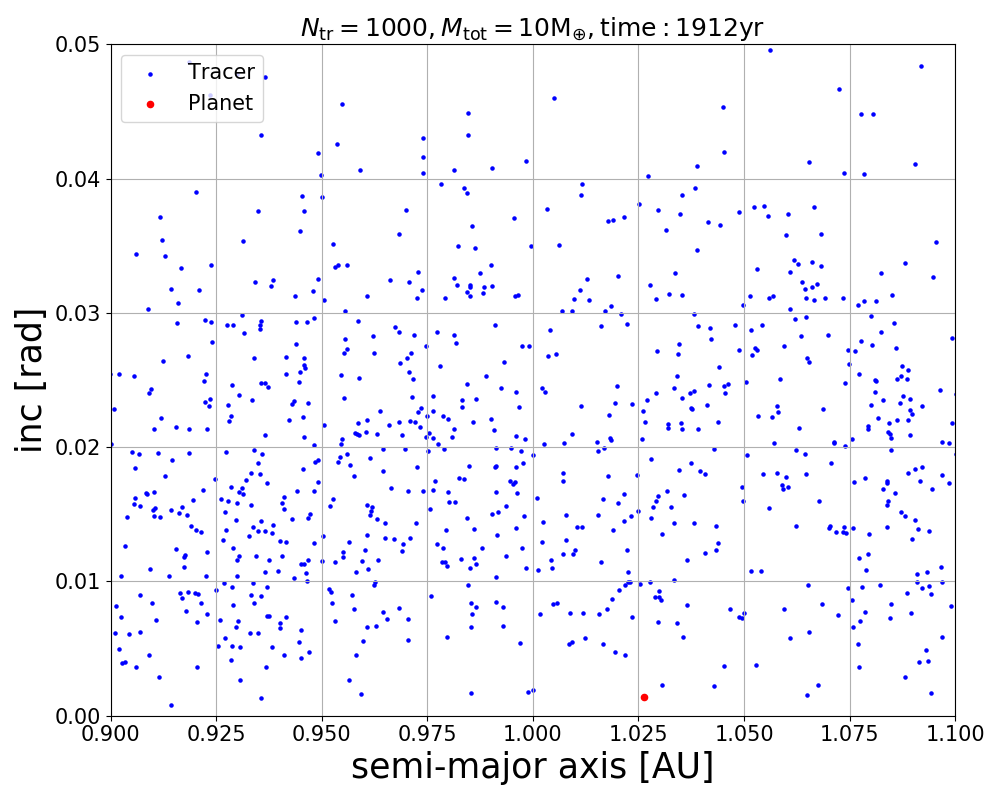 N_tr = 1000, M_tot = 10M_⊕, time : 1912yr
Tracer
Planet
0.05
0.04
0.03
0.02
0.01
0.00
inc [rad]
0.900 0.925 0.950 0.975 1.000 1.025 1.050 1.075 1.100
semi-major axis [AU]